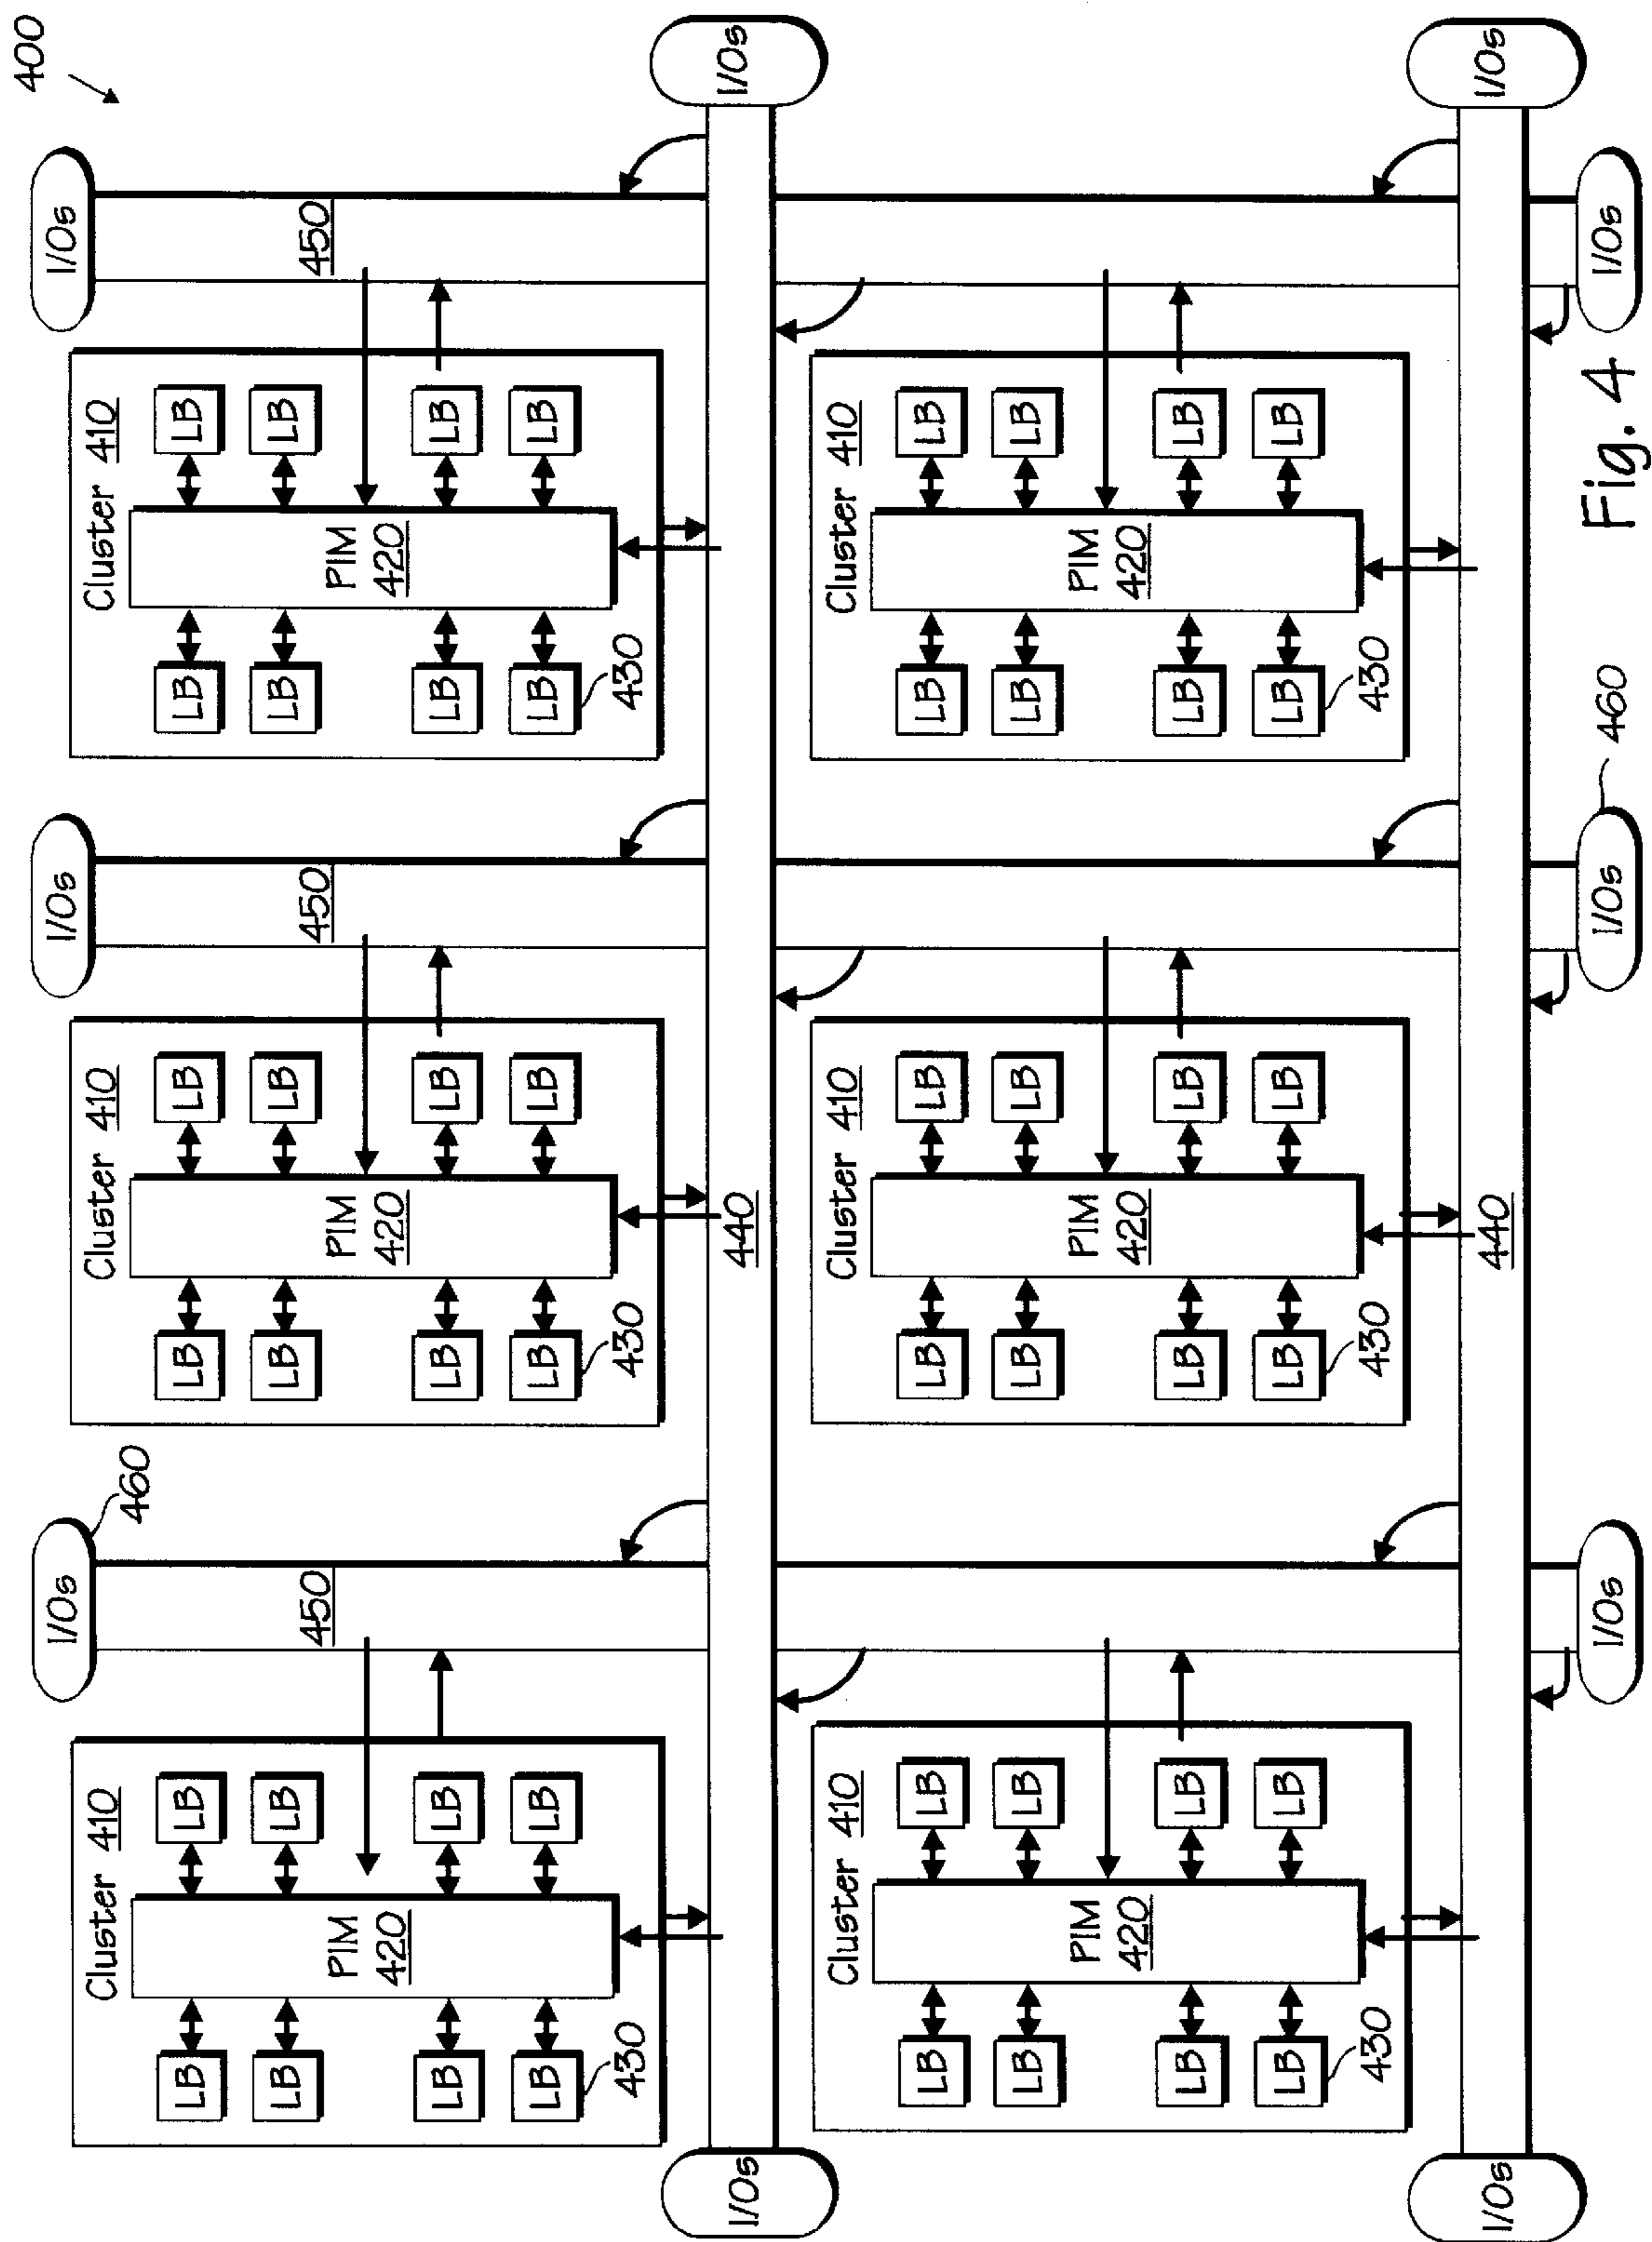 400
I/Os 460 I/Os I/Os
Cluster 410 Cluster 410 Cluster 410
LB LB LB LB LB LB
LB LB LB LB LB LB
450 450 450
PIM PIM PIM
420 420 420
LB LB LB LB LB LB
LB LB LB LB LB LB
430 430 430
I/Os 440 I/Os
Cluster 410 Cluster 410 Cluster 410
LB LB LB LB LB LB
LB LB LB LB LB LB
PIM PIM PIM
420 420 420
LB LB LB LB LB LB
LB LB LB LB LB LB
430 430 430
I/Os 440 I/Os
I/Os I/Os 460 I/Os
Fig. 4